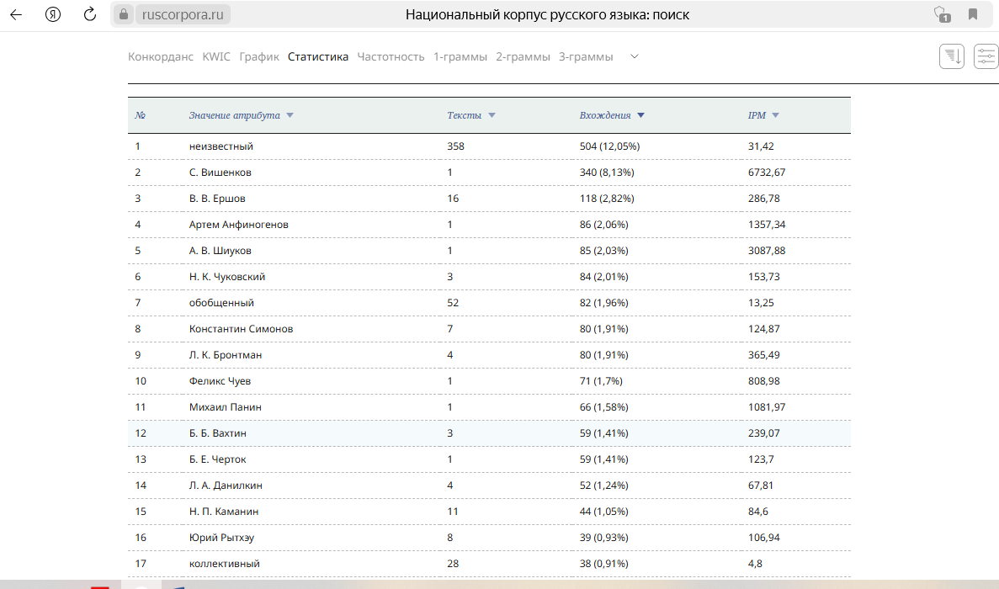 Я ruscorpora.ru Национальный корпус русского языка: поиск 1
Конкорданс KWIC График Статистика Частотность 1-граммы 2-граммы 3-граммы
№ Значение атрибута Тексты Вхождения IPM
1 неизвестный 358 504 (12,05%) 31,42
2 С. Вишенков 1 340 (8,13%) 6732,67
3 В. В. Ершов 16 118 (2,82%) 286,78
4 Артем Анфиногенов 1 86 (2,06%) 1357,34
5 А. В. Шиуков 1 85 (2,03%) 3087,88
6 Н. К. Чуковский 3 84 (2,01%) 153,73
7 обобщенный 52 82 (1,96%) 13,25
8 Константин Симонов 7 80 (1,91%) 124,87
9 Л. К. Бронтман 4 80 (1,91%) 365,49
10 Феликс Чуев 1 71 (1,7%) 808,98
11 Михаил Панин 1 66 (1,58%) 1081,97
12 Б. Б. Вахтин 3 59 (1,41%) 239,07
13 Б. Е. Черток 1 59 (1,41%) 123,7
14 Л. А. Данилкин 4 52 (1,24%) 67,81
15 Н. П. Каманин 11 44 (1,05%) 84,6
16 Юрий Рытхэу 8 39 (0,93%) 106,94
17 коллективный 28 38 (0,91%) 4,8